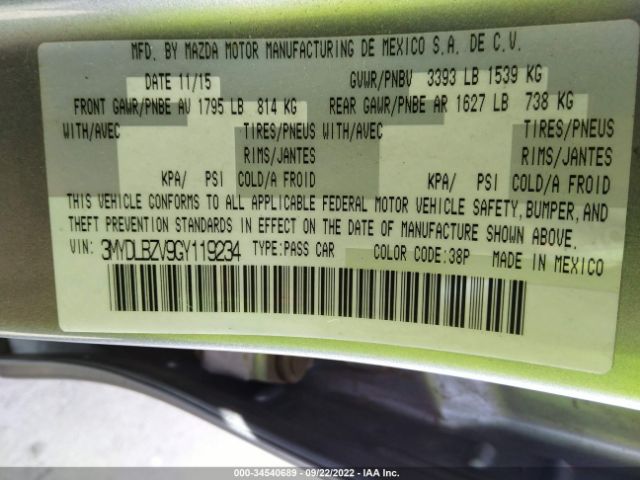 MFD. BY MAZDA MOTOR MANUFACTURING DE MEXICO S.A. DE C.V.
DATE 11/15 GVWR/PNBV 3393 LB 1539 KG
FRONT GAWR/PNBE AV 1795 LB 814 KG REAR GAWR/PNBE AR 1627 LB 738 KG
WITH/AVEC TIRES/PNEUS WITH/AVEC TIRES/PNEUS
RIMS/JANTES RIMS/JANTES
KPA/ PSI COLD/A FROID KPA/ PSI COLD/A FROID
THIS VEHICLE CONFORMS TO ALL APPLICABLE FEDERAL MOTOR VEHICLE SAFETY, BUMPER, AND
THEFT PREVENTION STANDARDS IN EFFECT ON THE DATE OF MANUFACTURE SHOWN ABOVE.
VIN: 3MYDLBZV9GY119234 TYPE:PASS CAR COLOR CODE:38P MADE IN MEXICO
000-34540689 - 09/22/2022 - IAA Inc.